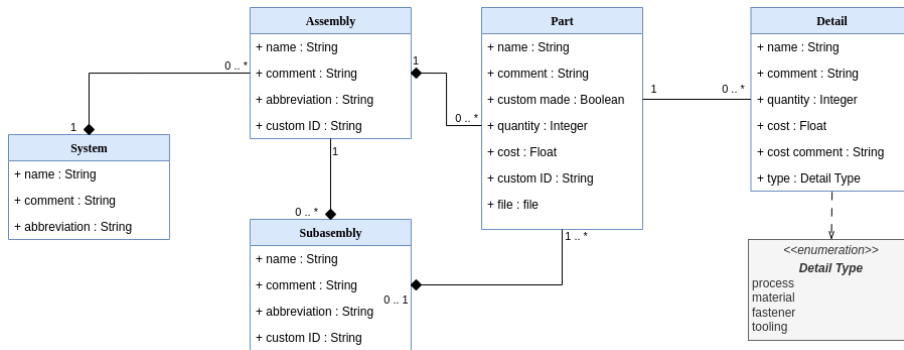 Assembly
+ name : String
+ comment : String
+ abbreviation : String
+ custom ID : String
Part
+ name : String
+ comment : String
+ custom made : Boolean
+ quantity : Integer
+ cost : Float
+ custom ID : String
+ file : file
Detail
+ name : String
+ comment : String
+ quantity : Integer
+ cost : Float
+ cost comment : String
+ type : Detail Type
0 .. *
1
1
0 .. *
1
0 .. *
System
+ name : String
+ comment : String
+ abbreviation : String
1
0 .. *
Subasembly
+ name : String
+ comment : String
+ abbreviation : String
+ custom ID : String
1 .. *
0 .. 1
<<enumeration>>
Detail Type
process
material
fastener
tooling